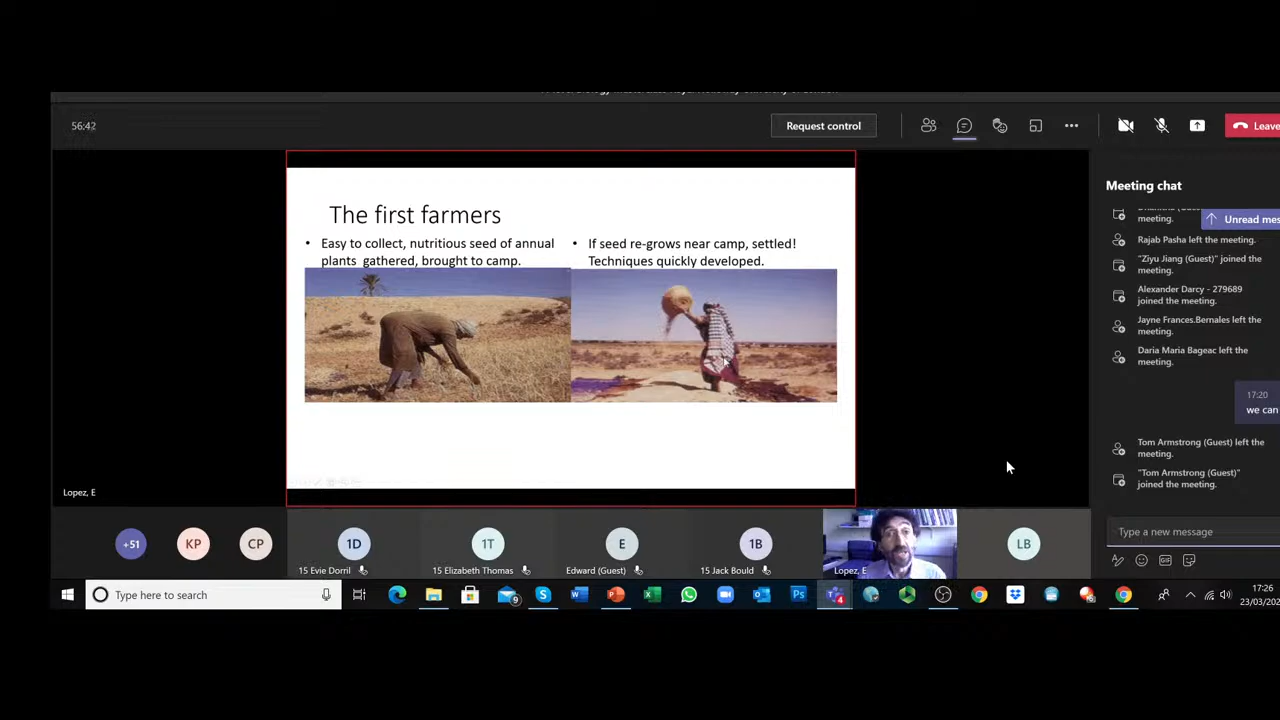 56:42
Request control
Leave
The first farmers
• Easy to collect, nutritious seed of annual
plants gathered, brought to camp.
• If seed re-grows near camp, settled!
Techniques quickly developed.
Lopez, E
Meeting chat
meeting.
Unread mes
Rajab Pasha left the meeting.
"Ziyu Jiang (Guest)" joined the
meeting.
Alexander Darcy - 279689
joined the meeting.
Jayne Frances.Bernales left the
meeting.
Daria Maria Bageac left the
meeting.
17:20
we can
Tom Armstrong (Guest) left the
meeting.
"Tom Armstrong (Guest)"
joined the meeting.
Type a new message
+51
KP
CP
1D
15 Evie Dorril
1T
15 Elizabeth Thomas
E
Edward (Guest)
1B
15 Jack Bould
Lopez, E
LB
Type here to search
9
4
17:26
23/03/202